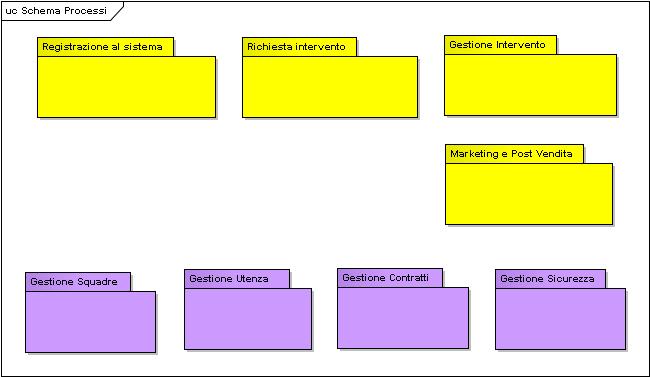 uc Schema Processi
Registrazione al sistema
Richiesta intervento
Gestione Intervento
Marketing e Post Vendita
Gestione Squadre
Gestione Utenza
Gestione Contratti
Gestione Sicurezza